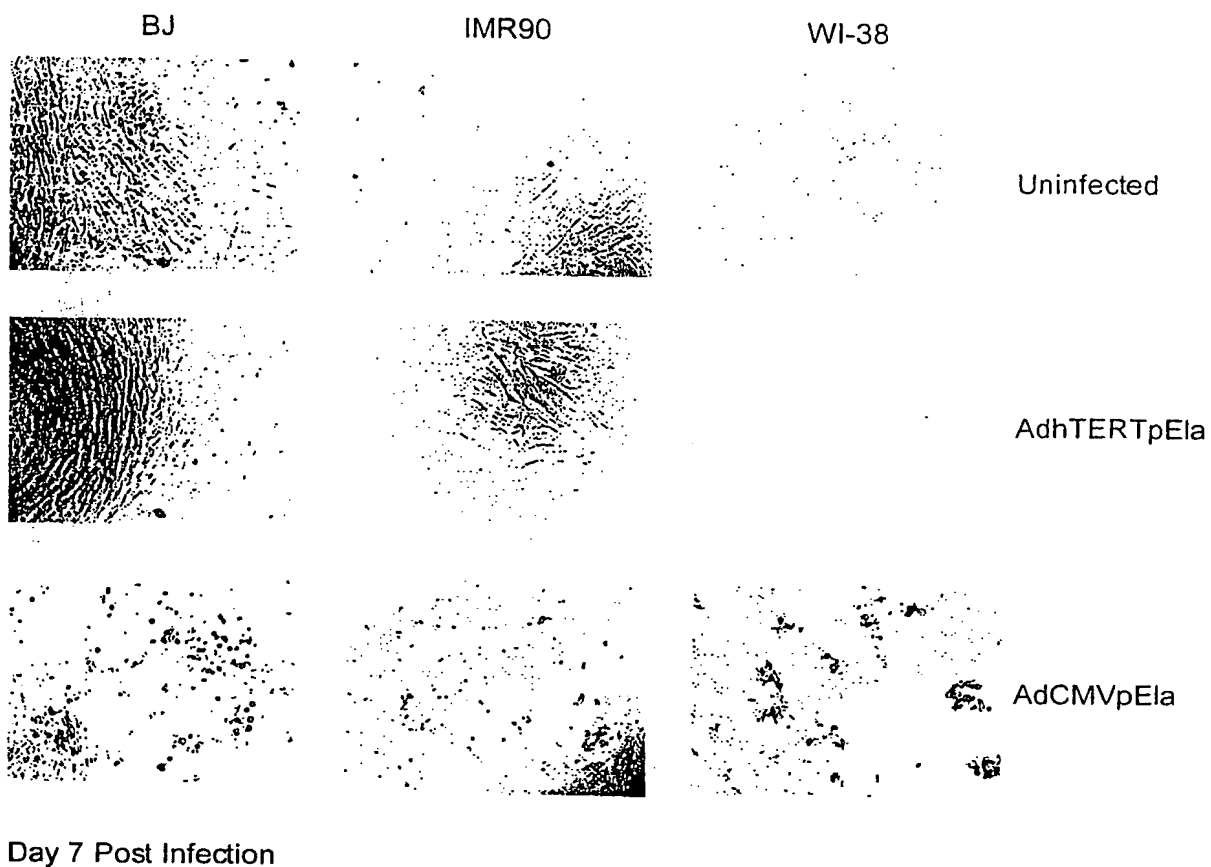 BJ IMR90 WI-38
Uninfected
AdhTERTpEla
AdCMVpEla
Day 7 Post Infection